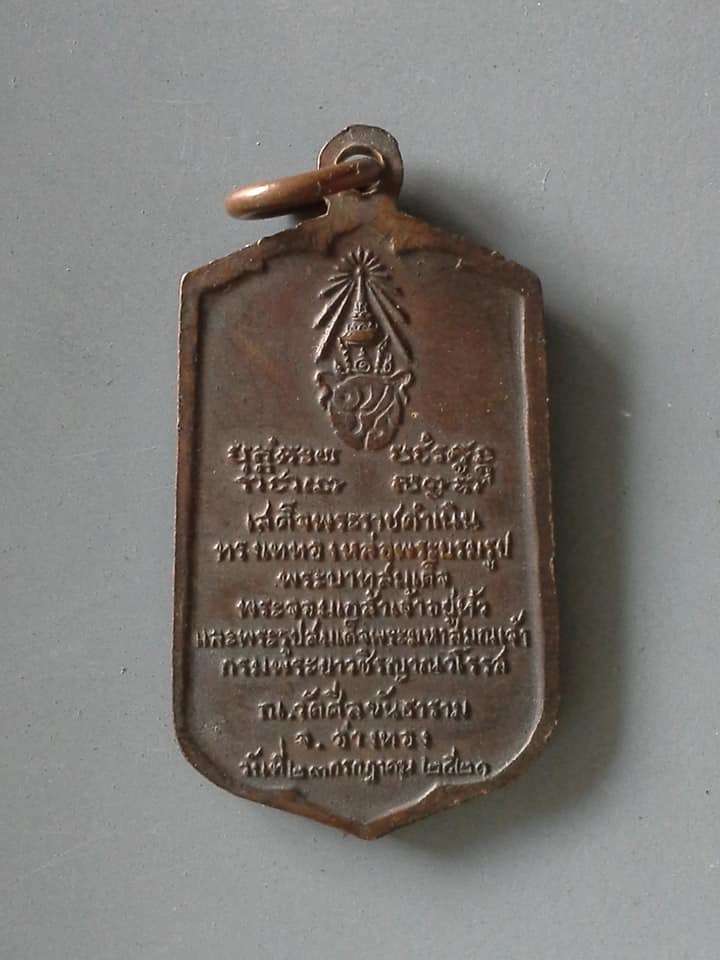 เสด็จพระราชดำเนิน
ทรงเททองหล่อพระบรมรูป
พระบาทสมเด็จ
พระจอมเกล้าเจ้าอยู่หัว
และพระรูปสมเด็จพระมหาสมณเจ้า
กรมพระยาวชิรญาณวโรรส
ณ.วัดศีลขันธาราม
จ. อ่างทอง
วันที่๒๓กรกฎาคม ๒๕๒๑